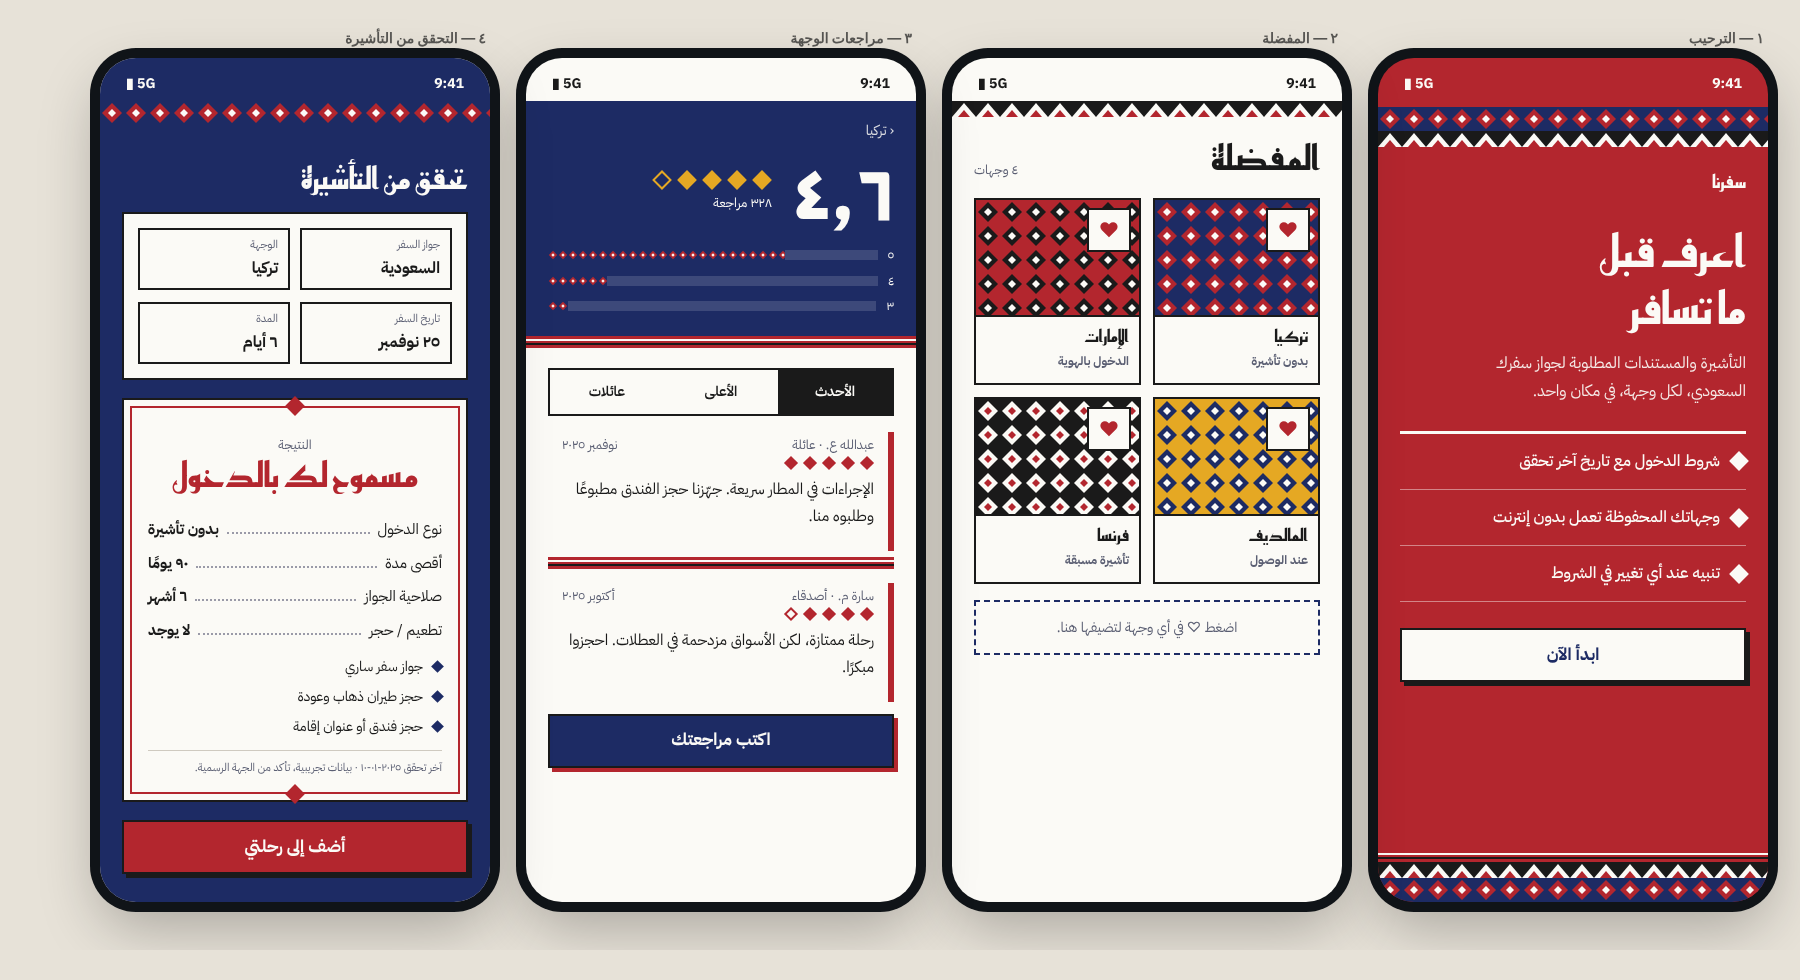 ١ — الترحيب
9:41
5G
سفرنا
اعرف قبل
ما تسافر
التأشيرة والمستندات المطلوبة لجواز سفرك
السعودي، لكل وجهة، في مكان واحد.
شروط الدخول مع تاريخ آخر تحقق
وجهاتك المحفوظة تعمل بدون إنترنت
تنبيه عند أي تغيير في الشروط
ابدأ الآن
٢ — المفضلة
9:41
5G
المفضلة
٤ وجهات
تركيا
بدون تأشيرة
الإمارات
الدخول بالهوية
المالديف
عند الوصول
فرنسا
تأشيرة مسبقة
اضغط ♡ في أي وجهة لتضيفها هنا.
٣ — مراجعات الوجهة
9:41
5G
‹ تركيا
٤,٦
٣٢٨ مراجعة
٥
٤
٣
الأحدث
الأعلى
عائلات
عبدالله ع. · عائلة
نوفمبر ٢٠٢٥
الإجراءات في المطار سريعة. جهّزنا حجز الفندق مطبوعًا
وطلبوه منا.
سارة م. · أصدقاء
أكتوبر ٢٠٢٥
رحلة ممتازة، لكن الأسواق مزدحمة في العطلات. احجزوا
مبكرًا.
اكتب مراجعتك
٤ — التحقق من التأشيرة
9:41
5G
تحقق من التأشيرة
جواز السفر
السعودية
الوجهة
تركيا
تاريخ السفر
٢٥ نوفمبر
المدة
٦ أيام
النتيجة
مسموح لك بالدخول
نوع الدخول بدون تأشيرة
أقصى مدة ٩٠ يومًا
صلاحية الجواز ٦ أشهر
تطعيم / حجر لا يوجد
جواز سفر ساري
حجز طيران ذهاب وعودة
حجز فندق أو عنوان إقامة
آخر تحقق ٢٠٢٥-٠١-١٠ · بيانات تجريبية، تأكد من الجهة الرسمية.
أضف إلى رحلتي